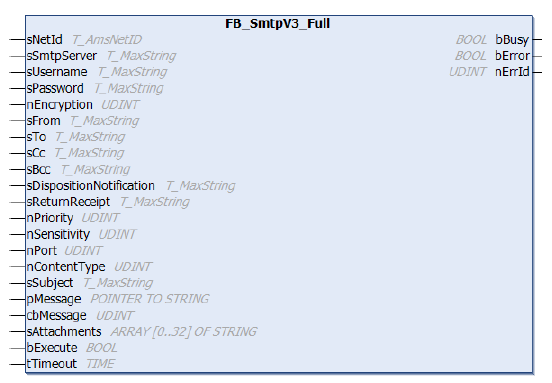 FB_SmtpV3_Full
sNetId T_AmsNetID BOOL bBusy
sSmtpServer T_MaxString BOOL bError
sUsername T_MaxString UDINT nErrId
sPassword T_MaxString
nEncryption UDINT
sFrom T_MaxString
sTo T_MaxString
sCc T_MaxString
sBcc T_MaxString
sDispositionNotification T_MaxString
sReturnReceipt T_MaxString
nPriority UDINT
nSensitivity UDINT
nPort UDINT
nContentType UDINT
sSubject T_MaxString
pMessage POINTER TO STRING
cbMessage UDINT
sAttachments ARRAY [0..32] OF STRING
bExecute BOOL
tTimeout TIME